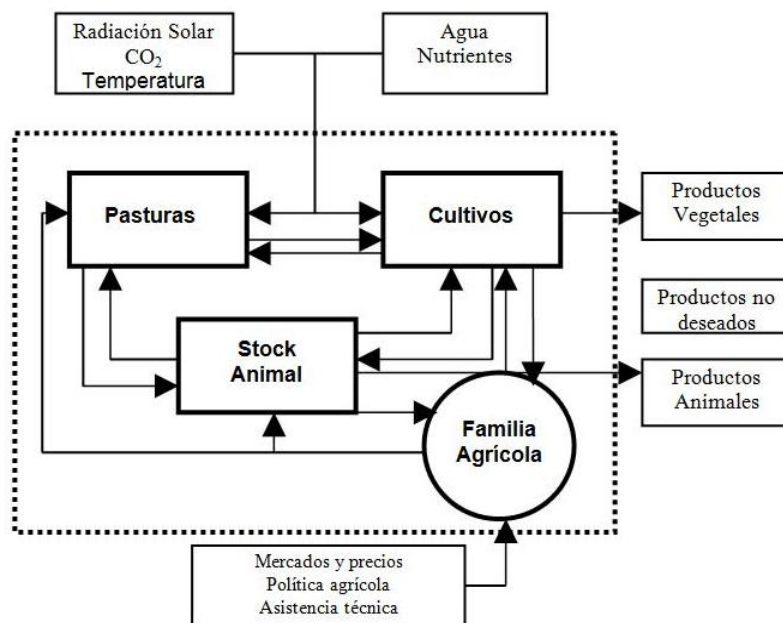 Radiación Solar
CO₂
Temperatura
Agua
Nutrientes
Pasturas
Cultivos
Productos
Vegetales
Productos no
deseados
Stock
Animal
Productos
Animales
Familia
Agrícola
Mercados y precios
Política agrícola
Asistencia técnica